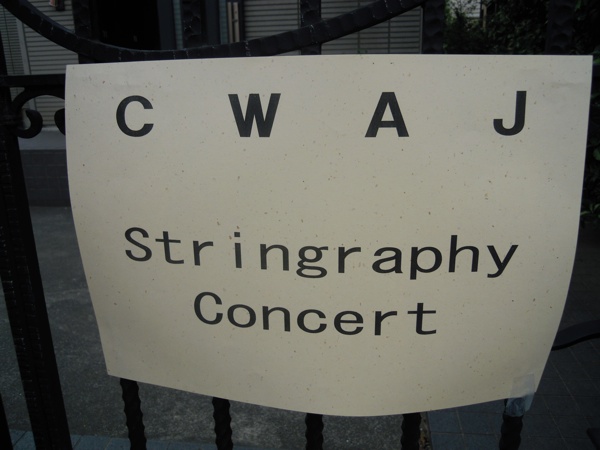 C W A J
Stringraphy
Concert